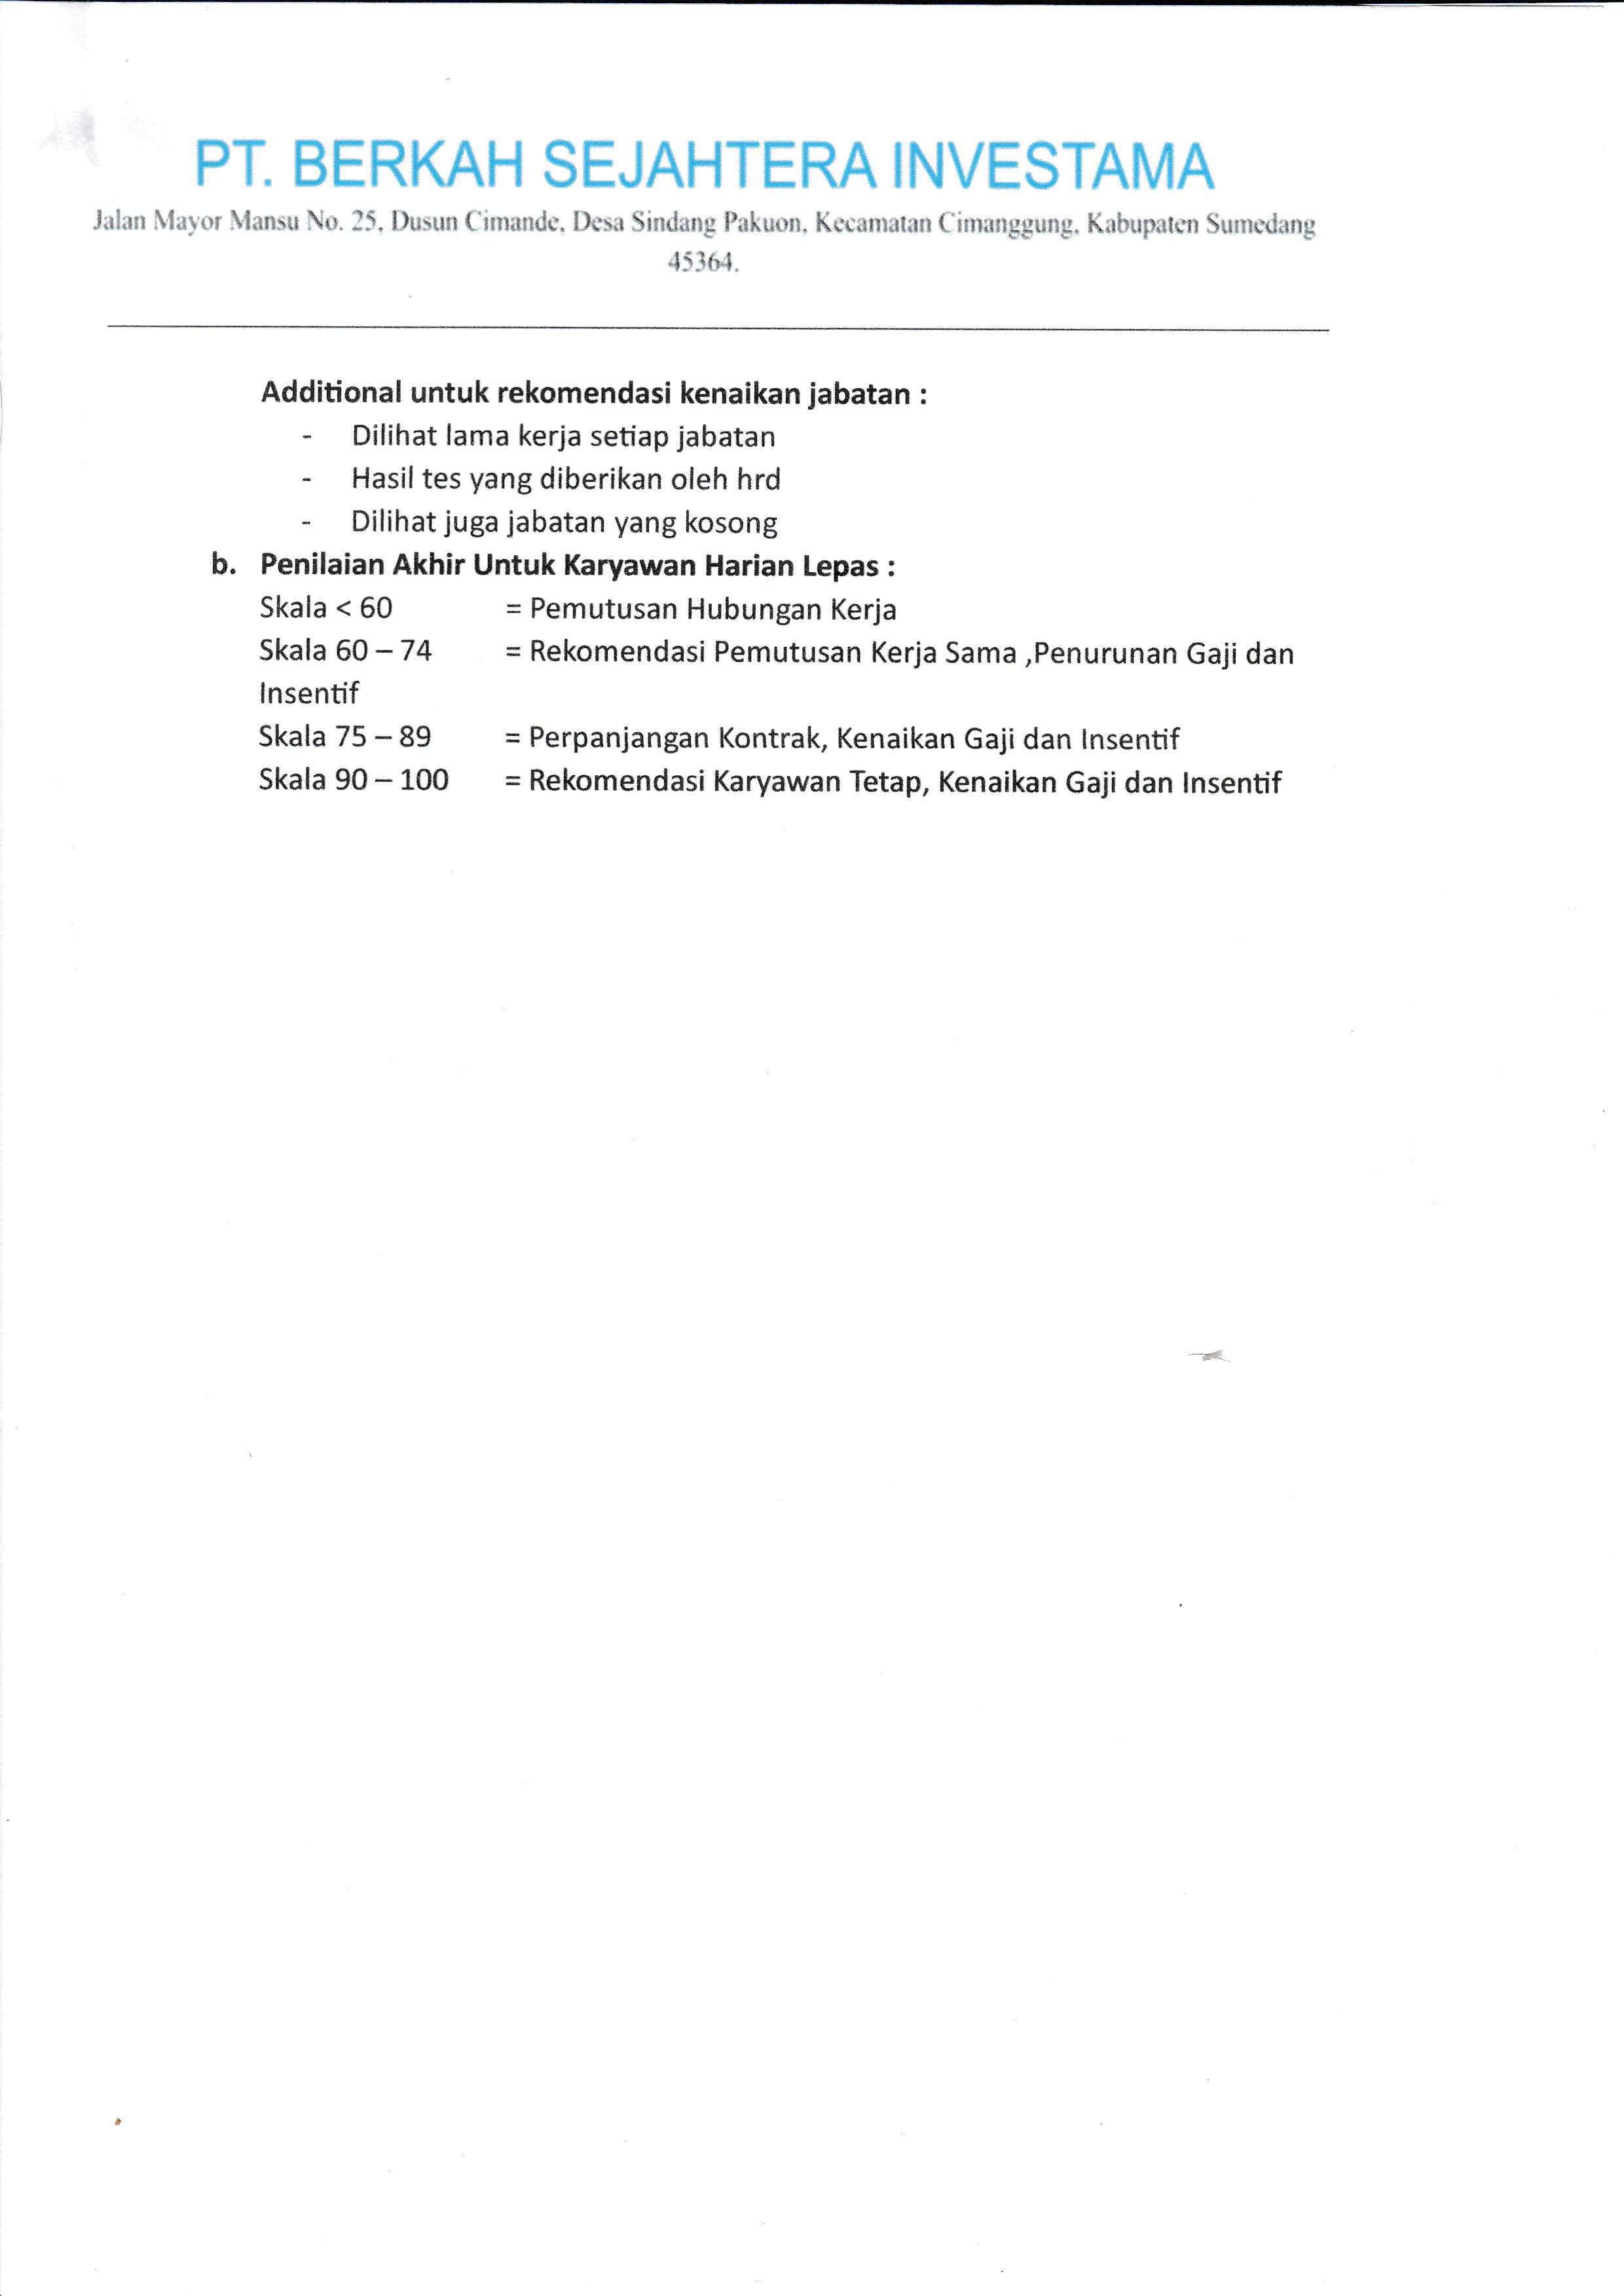 PT. BERKAH SEJAHTERA INVESTAMA
Jalan Mayor Mansu No. 25, Dusun Cimande, Desa Sindang Pakuon, Kecamatan Cimanggung, Kabupaten Sumedang
45364.
Additional untuk rekomendasi kenaikan jabatan :
- Dilihat lama kerja setiap jabatan
- Hasil tes yang diberikan oleh hrd
- Dilihat juga jabatan yang kosong
b. Penilaian Akhir Untuk Karyawan Harian Lepas :
Skala < 60 = Pemutusan Hubungan Kerja
Skala 60 – 74 = Rekomendasi Pemutusan Kerja Sama ,Penurunan Gaji dan
Insentif
Skala 75 – 89 = Perpanjangan Kontrak, Kenaikan Gaji dan Insentif
Skala 90 – 100 = Rekomendasi Karyawan Tetap, Kenaikan Gaji dan Insentif